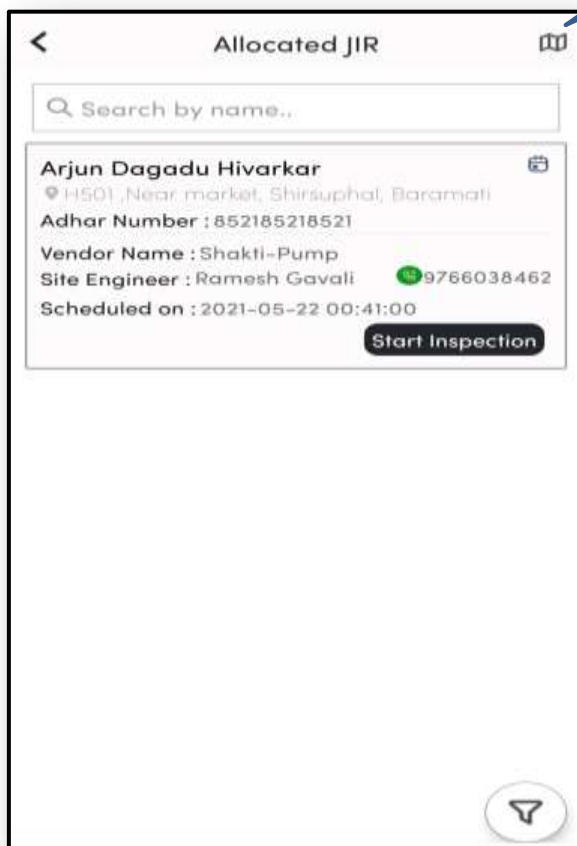 Allocated JIR
Search by name..
Arjun Dagadu Hivarkar
H501 ,Near market, Shirsuphal, Baramati
Adhar Number : 852185218521
Vendor Name : Shakti-Pump
Site Engineer : Ramesh Gavali 9766038462
Scheduled on : 2021-05-22 00:41:00
Start Inspection